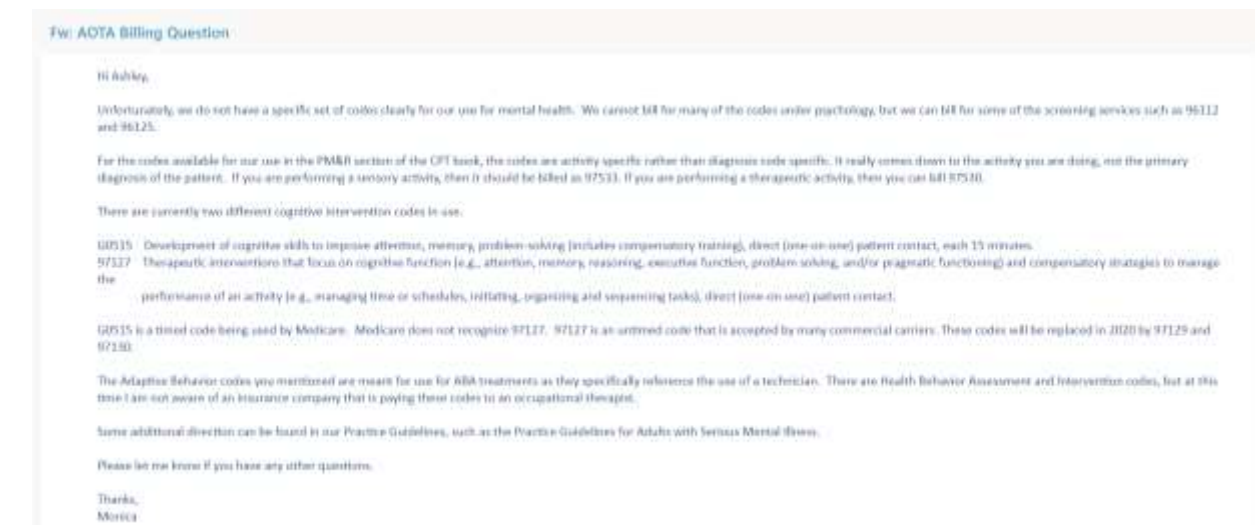 Fw: AOTA Billing Question
Hi Ashley,
Unfortunately, we do not have a specific set of codes clearly for our use for mental health. We cannot bill for many of the codes under psychology, but we can bill for some of the screening services such as 96112
and 96125.
For the codes available for our use in the PM&R section of the CPT book, the codes are activity specific rather than diagnosis code specific. It really comes down to the activity you are doing, not the primary
diagnosis of the patient. If you are performing a sensory activity, then it should be billed as 97533. If you are performing a therapeutic activity, then you can bill 97530.
There are currently two different cognitive intervention codes in use.
G0515 Development of cognitive skills to improve attention, memory, problem-solving (includes compensatory training), direct (one-on-one) patient contact, each 15 minutes.
97127 Therapeutic interventions that focus on cognitive function (e.g., attention, memory, reasoning, executive function, problem solving, and/or pragmatic functioning) and compensatory strategies to manage
the
performance of an activity (e.g., managing time or schedules, initiating, organizing and sequencing tasks), direct (one-on-one) patient contact.
G0515 is a timed code being used by Medicare. Medicare does not recognize 97127. 97127 is an untimed code that is accepted by many commercial carriers. These codes will be replaced in 2020 by 97129 and
97130.
The Adaptive Behavior codes you mentioned are meant for use for ABA treatments as they specifically reference the use of a technician. There are Health Behavior Assessment and Intervention codes, but at this
time I am not aware of an insurance company that is paying these codes to an occupational therapist.
Some additional direction can be found in our Practice Guidelines, such as the Practice Guidelines for Adults with Serious Mental Illness.
Please let me know if you have any other questions.
Thanks,
Monica